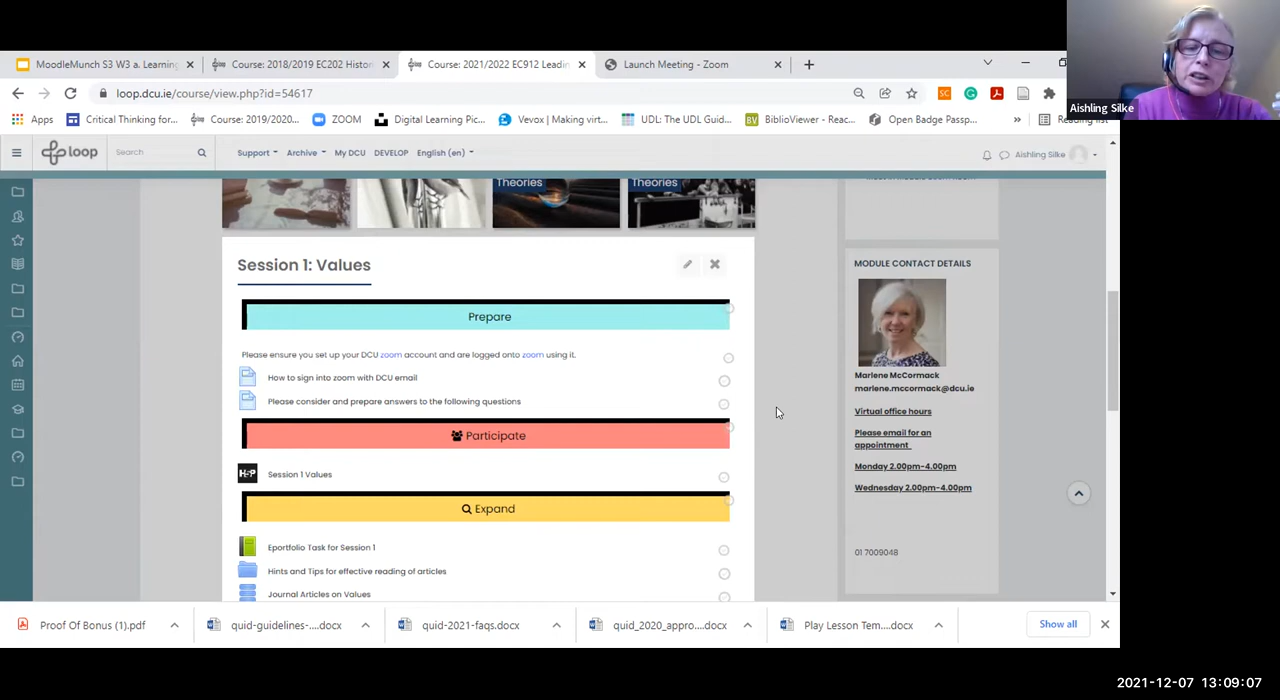 MoodleMunch S3 W3 a. Learning
Course: 2018/2019 EC202 Histor
Course: 2021/2022 EC912 Leadin
Launch Meeting - Zoom
loop.dcu.ie/course/view.php?id=54617
Apps
Critical Thinking for...
Course: 2019/2020...
ZOOM
Digital Learning Pic...
Vevox | Making virt...
UDL: The UDL Guid...
BV
BiblioViewer - Reac...
Open Badge Passp...
»
Reading list
Aishling Silke
loop
Search
Support
Archive
My DCU
DEVELOP
English (en)
Aishling Silke
Theories
Theories
Session 1: Values
Prepare
Please ensure you set up your DCU zoom account and are logged onto zoom using it.
How to sign into zoom with DCU email
Please consider and prepare answers to the following questions
Participate
H5P
Session 1 Values
Expand
Eportfolio Task for Session 1
Hints and Tips for effective reading of articles
Journal Articles on Values
MODULE CONTACT DETAILS
Marlene McCormack
marlene.mccormack@dcu.ie
Virtual office hours
Please email for an
appointment
Monday 2.00pm-4.00pm
Wednesday 2.00pm-4.00pm
01 7009048
Proof Of Bonus (1).pdf
quid-guidelines-....docx
quid-2021-faqs.docx
quid_2020_appro....docx
Play Lesson Tem....docx
Show all
2021-12-07 13:09:07